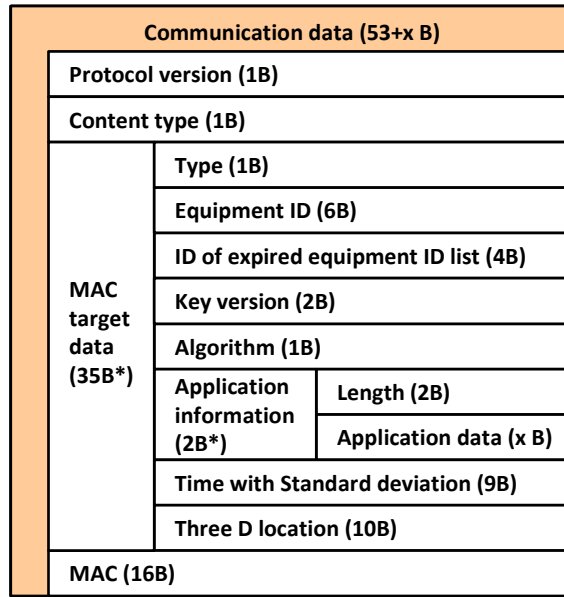 Communication data (53+x B)
Protocol version (1B)
Content type (1B)
MAC
target
data
(35B*)
Type (1B)
Equipment ID (6B)
ID of expired equipment ID list (4B)
Key version (2B)
Algorithm (1B)
Application
information
(2B*)
Length (2B)
Application data (x B)
Time with Standard deviation (9B)
Three D location (10B)
MAC (16B)